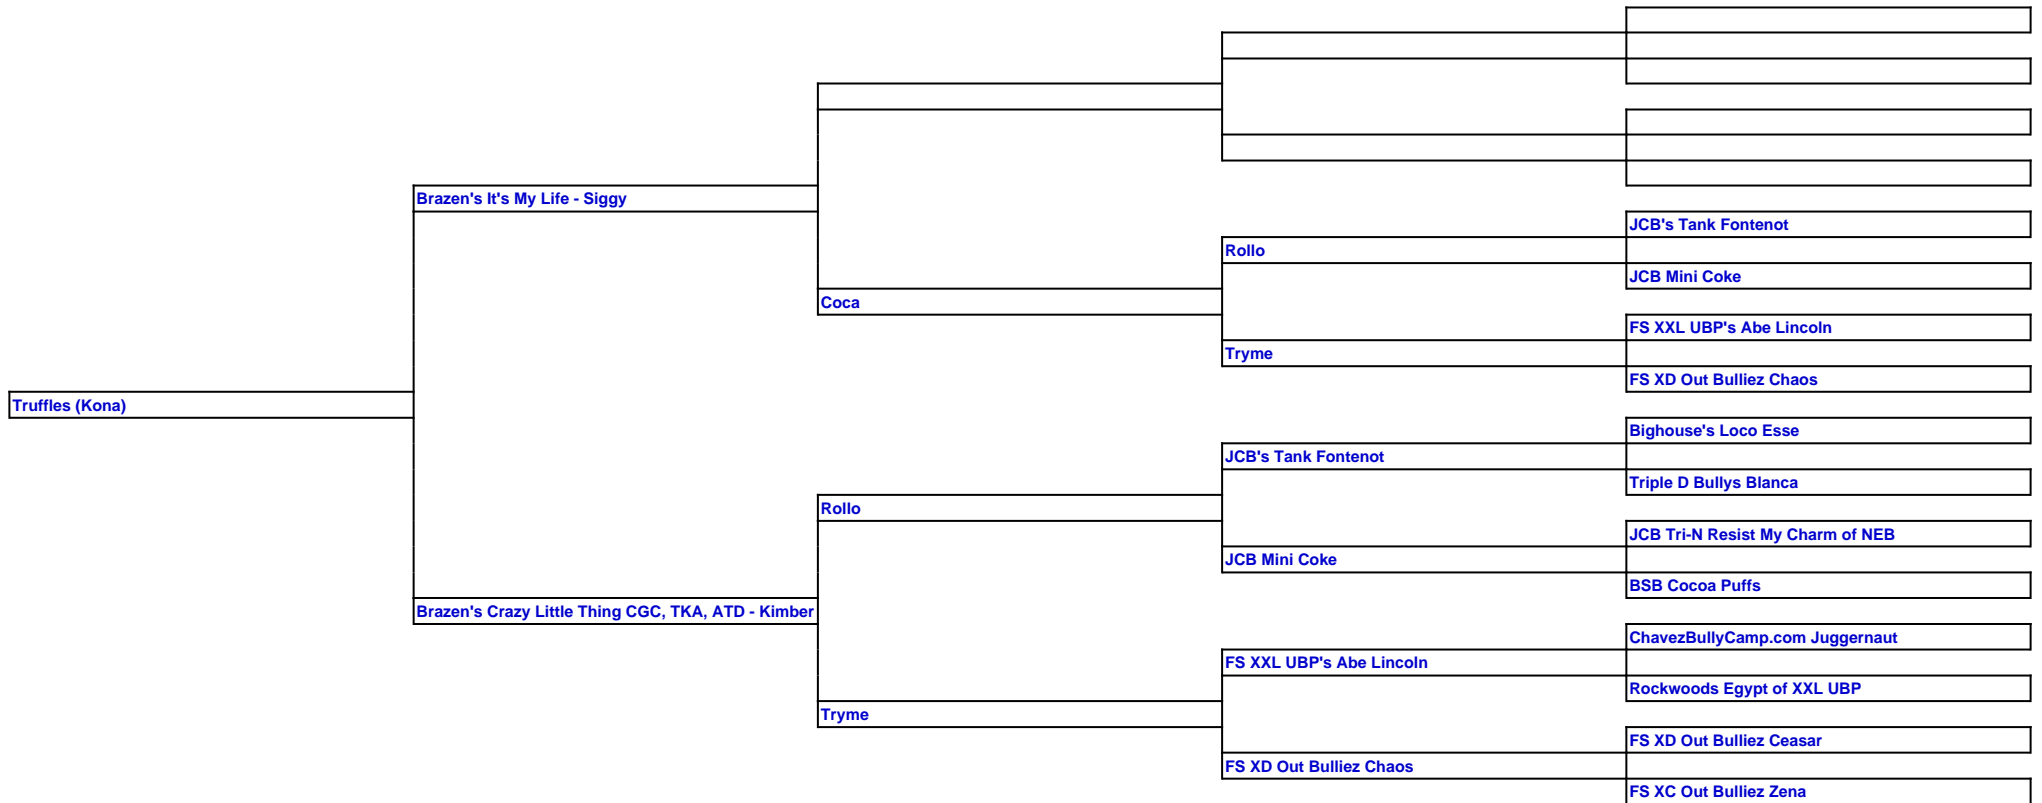 Brazen's It's My Life - Siggy
JCB's Tank Fontenot
Rollo
JCB Mini Coke
Coca
FS XXL UBP's Abe Lincoln
Tryme
FS XD Out Bulliez Chaos
Truffles (Kona)
Bighouse's Loco Esse
JCB's Tank Fontenot
Triple D Bullys Blanca
Rollo
JCB Tri-N Resist My Charm of NEB
JCB Mini Coke
BSB Cocoa Puffs
Brazen's Crazy Little Thing CGC, TKA, ATD - Kimber
ChavezBullyCamp.com Juggernaut
FS XXL UBP's Abe Lincoln
Rockwoods Egypt of XXL UBP
Tryme
FS XD Out Bulliez Ceasar
FS XD Out Bulliez Chaos
FS XC Out Bulliez Zena